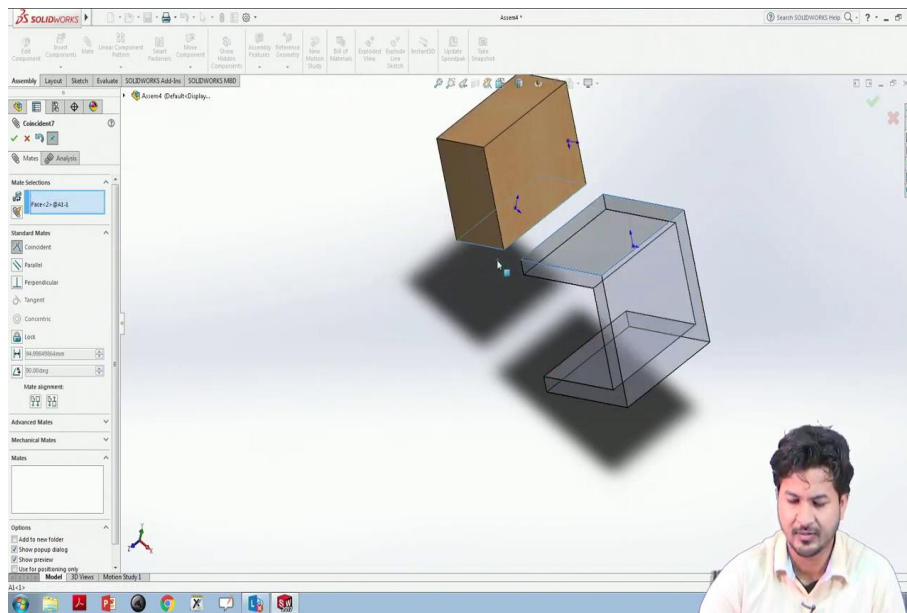 SOLIDWORKS
Assem4 *
Search SOLIDWORKS Help
Edit Component
Insert Components
Mate
Linear Component Pattern
Smart Fasteners
Move Component
Show Hidden Components
Assembly Features
Reference Geometry
New Motion Study
Bill of Materials
Exploded View
Explode Line Sketch
Instant3D
Update Speedpak
Take Snapshot
Assembly Layout Sketch Evaluate SOLIDWORKS Add-Ins SOLIDWORKS MBD
Assem4 (Default<Display...
Coincident7
Mates Analysis
Mate Selections
Face<2>@A1-1
Standard Mates
Coincident
Parallel
Perpendicular
Tangent
Concentric
Lock
90.00deg
Mate alignment:
Advanced Mates
Mechanical Mates
Mates
Options
Add to new folder
Show popup dialog
Show preview
Use for positioning only
Model 3D Views Motion Study 1
A1<1>